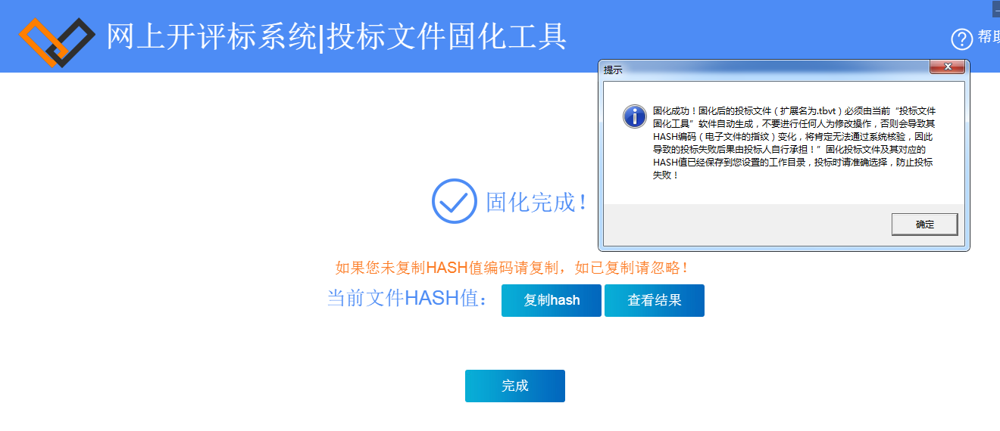 网上开评标系统|投标文件固化工具
帮助
提示
固化成功！固化后的投标文件（扩展名为.tbvt）必须由当前“投标文件
固化工具”软件自动生成，不要进行任何人为修改操作，否则会导致其
HASH编码（电子文件的指纹）变化，将肯定无法通过系统核验，因此
导致的投标失败后果由投标人自行承担！”固化投标文件及其对应的
HASH值已经保存到您设置的工作目录，投标时请准确选择，防止投标
失败！
确定
固化完成！
如果您未复制HASH值编码请复制，如已复制请忽略！
当前文件HASH值：
复制hash
查看结果
完成